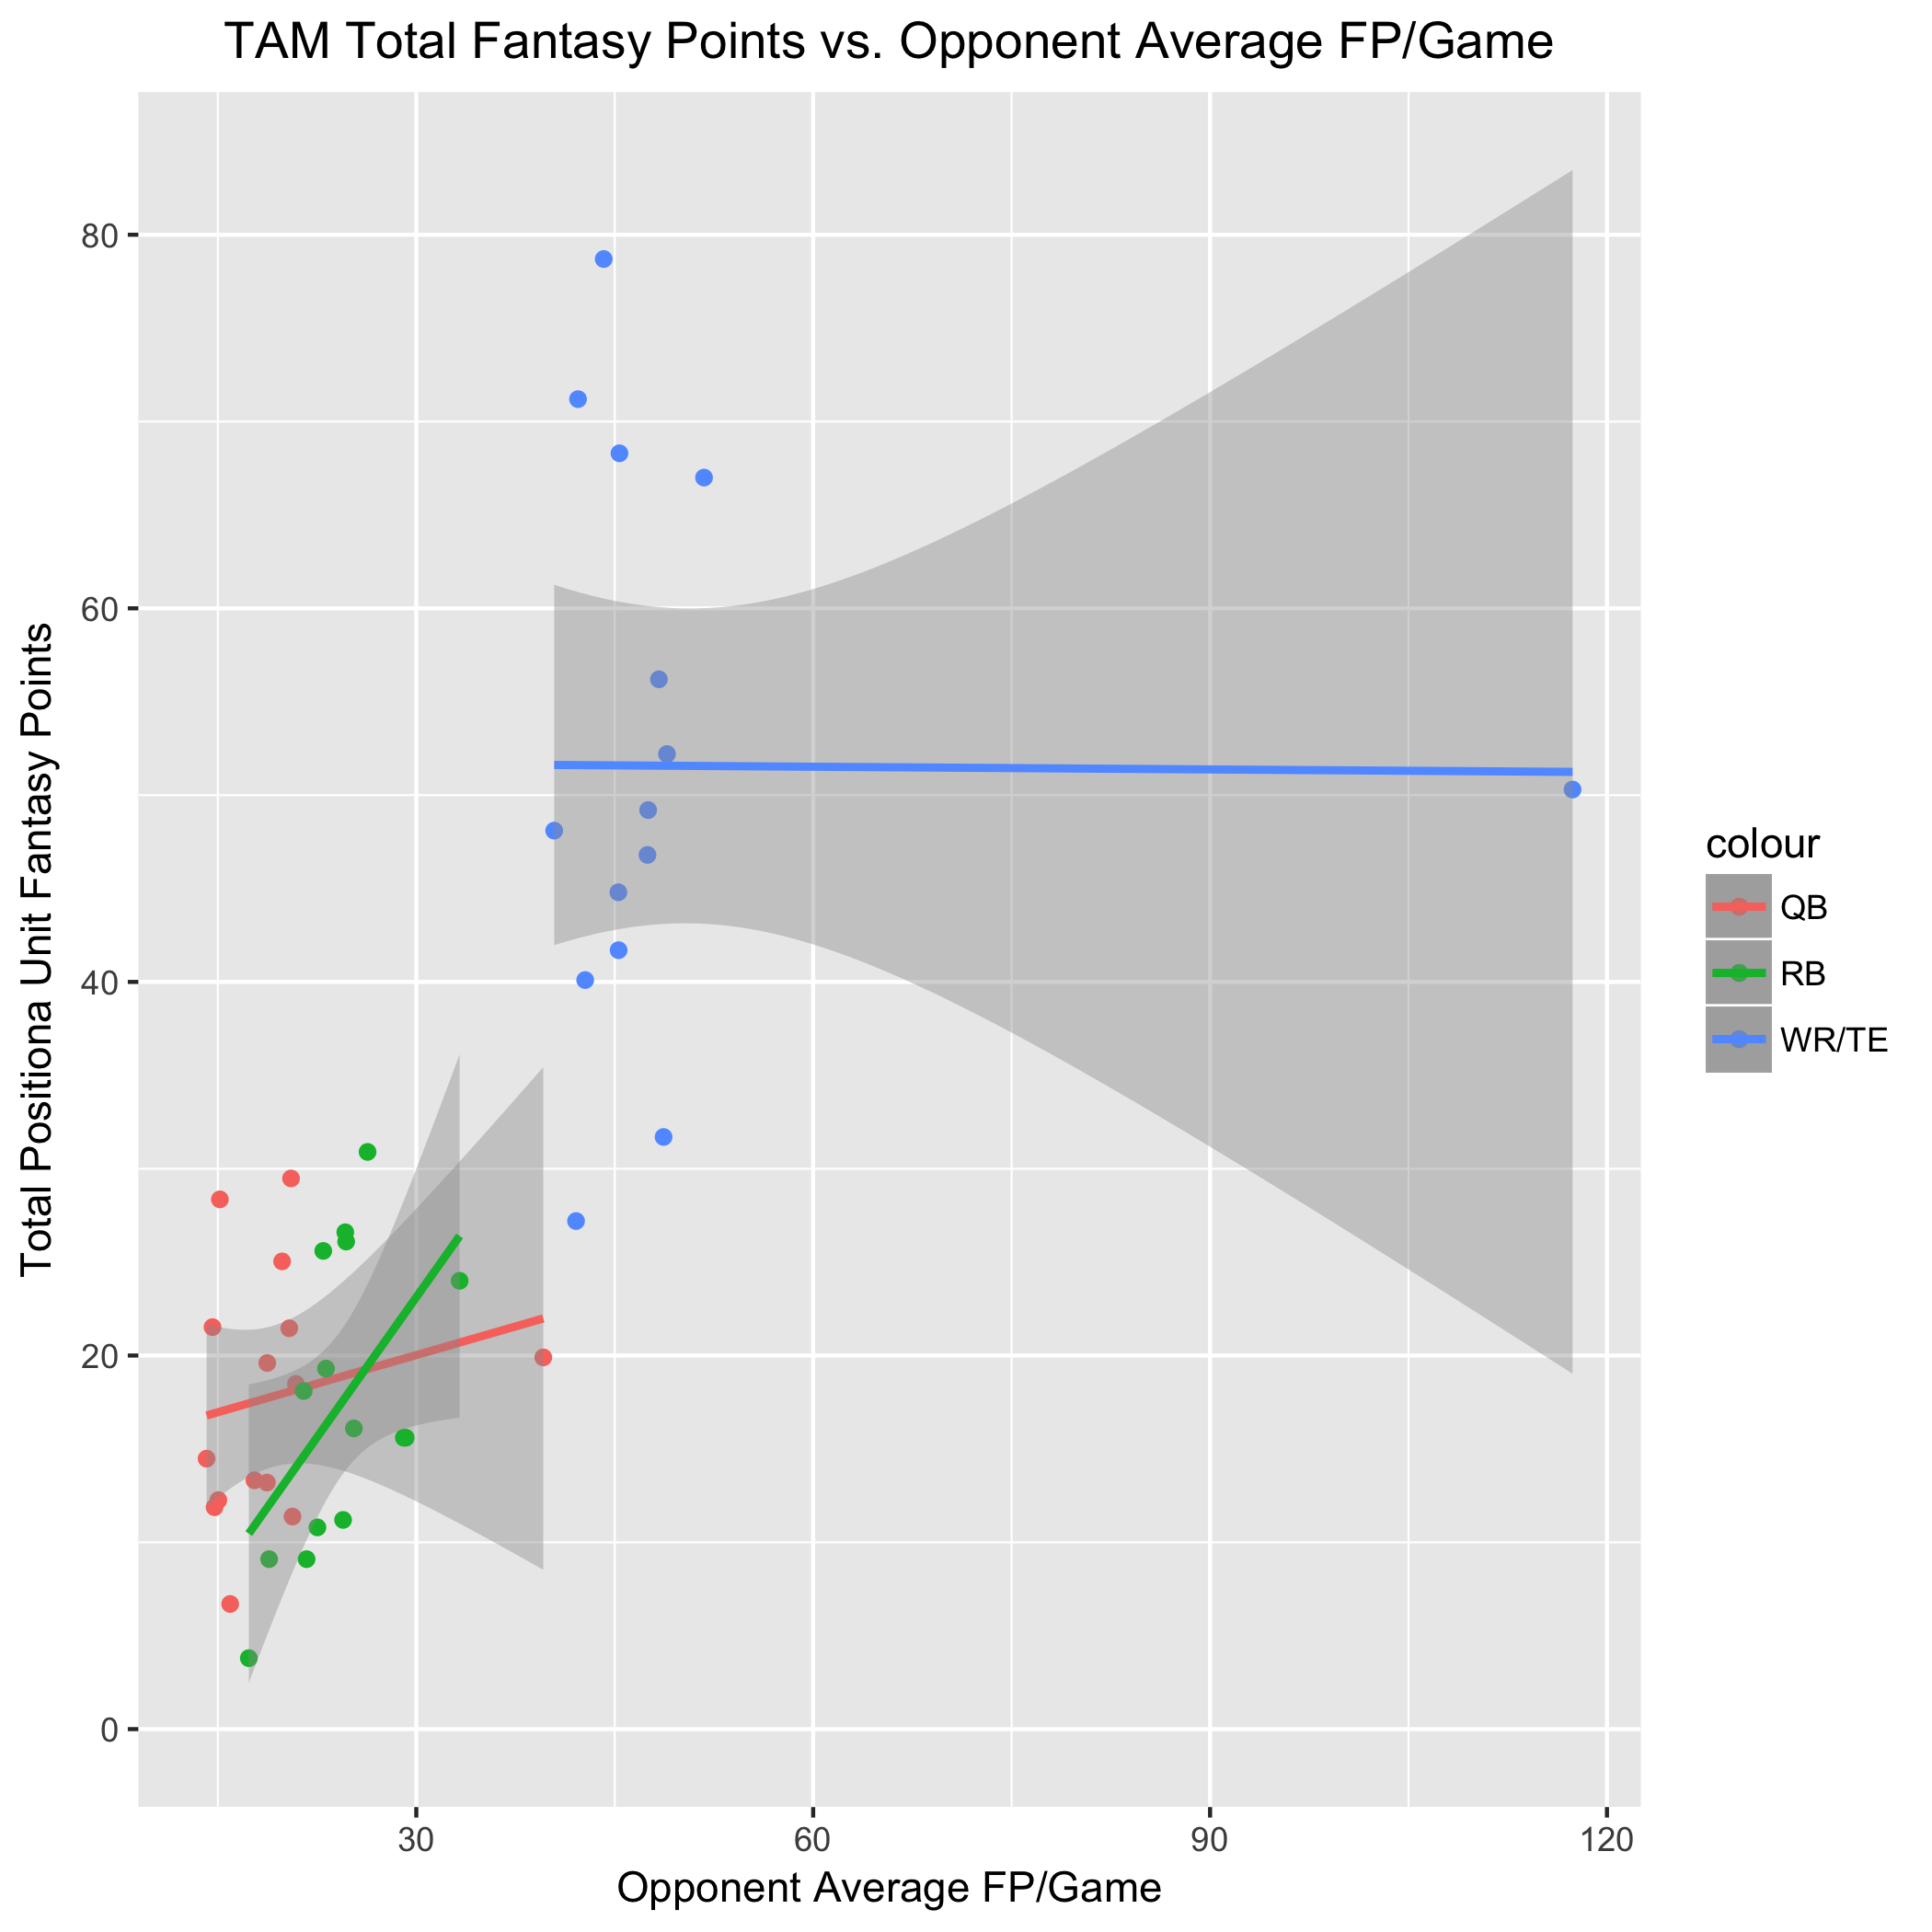 TAM Total Fantasy Points vs. Opponent Average FP/Game
Total Positiona Unit Fantasy Points
80
60
40
20
0
30
60
90
120
Opponent Average FP/Game
colour
QB
RB
WR/TE